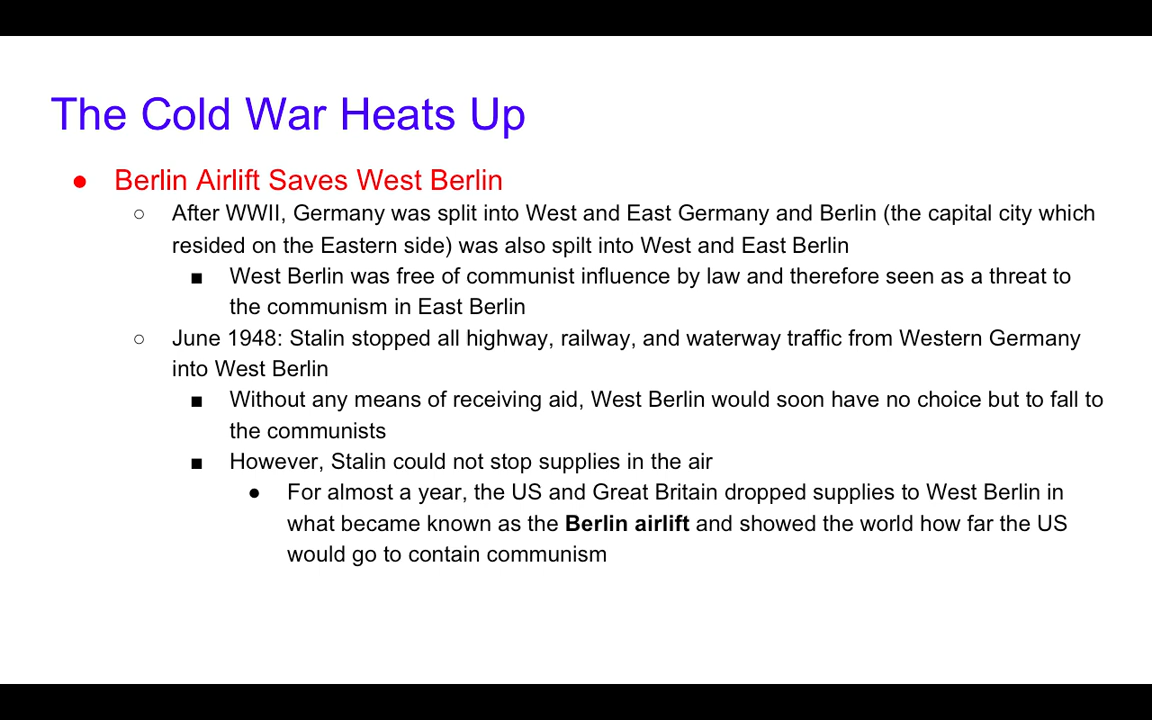 The Cold War Heats Up
● Berlin Airlift Saves West Berlin
○ After WWII, Germany was split into West and East Germany and Berlin (the capital city which
resided on the Eastern side) was also spilt into West and East Berlin
■ West Berlin was free of communist influence by law and therefore seen as a threat to
the communism in East Berlin
○ June 1948: Stalin stopped all highway, railway, and waterway traffic from Western Germany
into West Berlin
■ Without any means of receiving aid, West Berlin would soon have no choice but to fall to
the communists
■ However, Stalin could not stop supplies in the air
● For almost a year, the US and Great Britain dropped supplies to West Berlin in
what became known as the Berlin airlift and showed the world how far the US
would go to contain communism